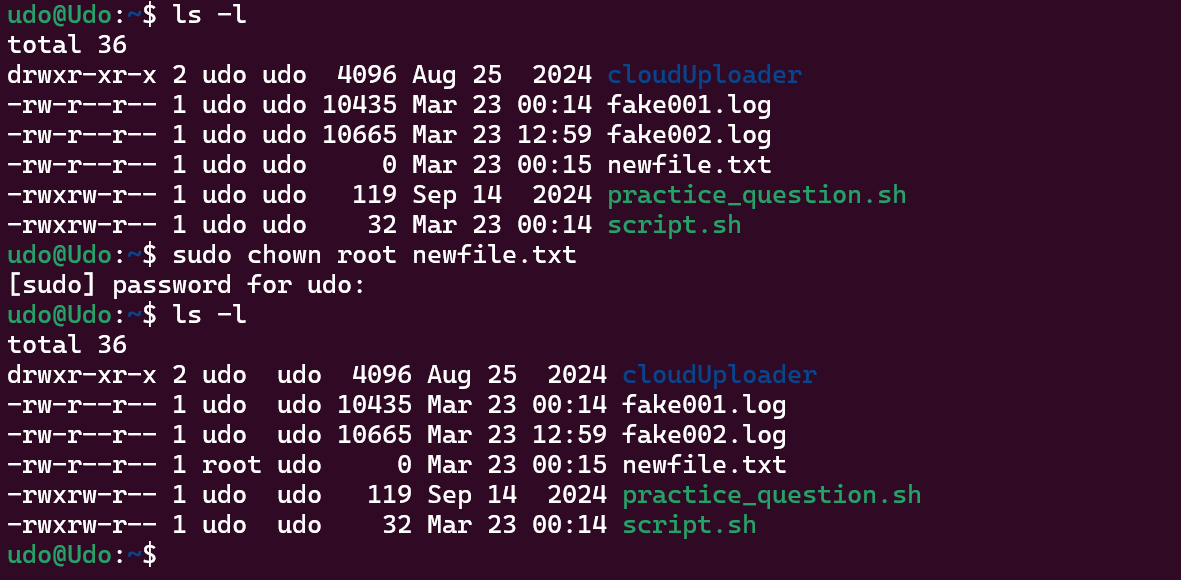 udo@Udo:~$ ls -l
total 36
drwxr-xr-x 2 udo udo  4096 Aug 25  2024 cloudUploader
-rw-r--r-- 1 udo udo 10435 Mar 23 00:14 fake001.log
-rw-r--r-- 1 udo udo 10665 Mar 23 12:59 fake002.log
-rw-r--r-- 1 udo udo     0 Mar 23 00:15 newfile.txt
-rwxrw-r-- 1 udo udo   119 Sep 14  2024 practice_question.sh
-rwxrw-r-- 1 udo udo    32 Mar 23 00:14 script.sh
udo@Udo:~$ sudo chown root newfile.txt
[sudo] password for udo:
udo@Udo:~$ ls -l
total 36
drwxr-xr-x 2 udo  udo  4096 Aug 25  2024 cloudUploader
-rw-r--r-- 1 udo  udo 10435 Mar 23 00:14 fake001.log
-rw-r--r-- 1 udo  udo 10665 Mar 23 12:59 fake002.log
-rw-r--r-- 1 root udo     0 Mar 23 00:15 newfile.txt
-rwxrw-r-- 1 udo  udo   119 Sep 14  2024 practice_question.sh
-rwxrw-r-- 1 udo  udo    32 Mar 23 00:14 script.sh
udo@Udo:~$